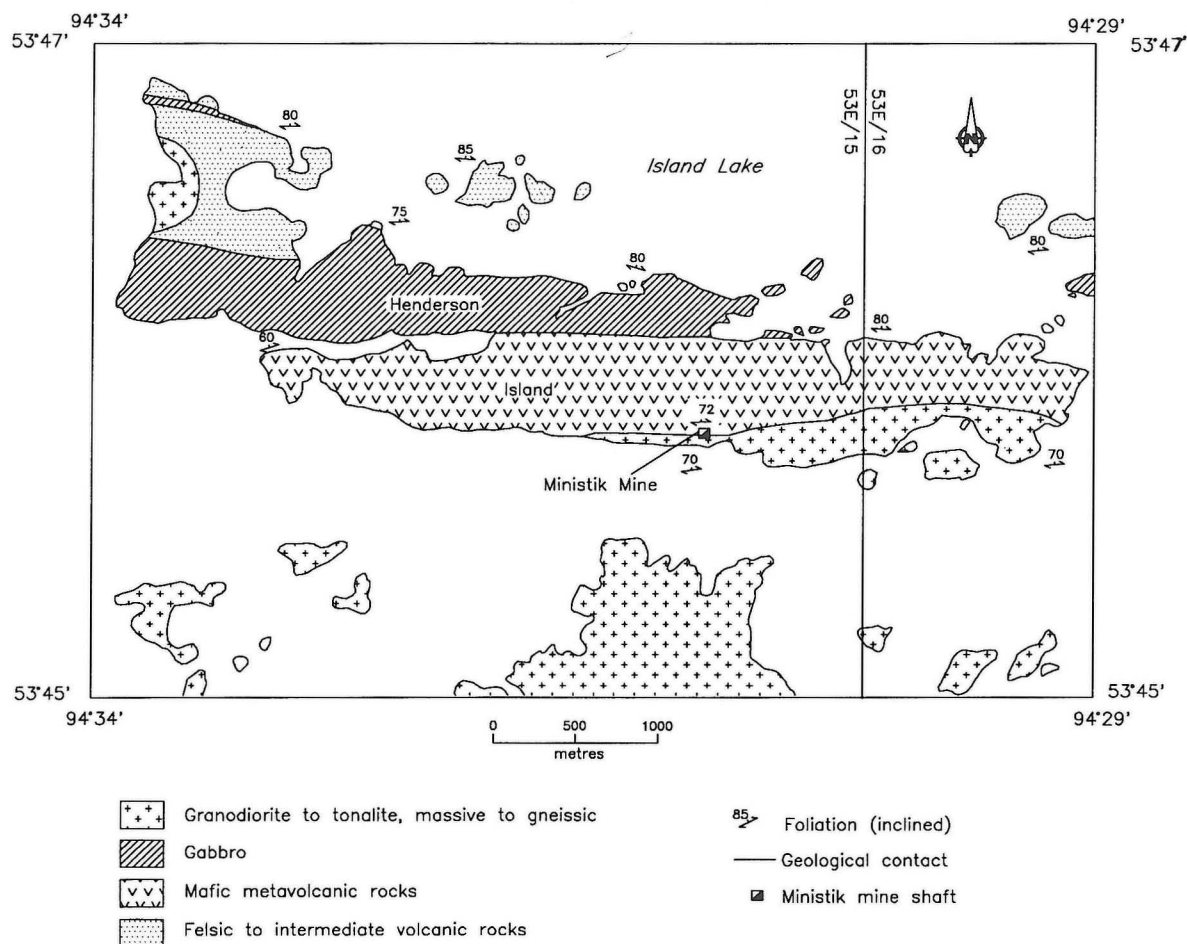 94°34' 94°29'
53°47' 53°47'
53E/15 53E/16
N
Island Lake
80
85
75
80
80
80
60
72
70
70
Henderson
Island
Ministik Mine
53°45' 53°45'
94°34' 94°29'
0 500 1000
metres
Granodiorite to tonalite, massive to gneissic
Gabbro
Mafic metavolcanic rocks
Felsic to intermediate volcanic rocks
85 Foliation (inclined)
Geological contact
Ministik mine shaft